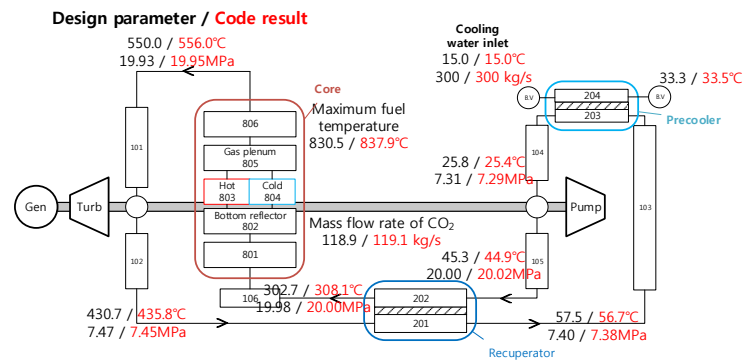 Design parameter / Code result
550.0 / 556.0℃
19.93 / 19.95MPa
Cooling
water inlet
15.0 / 15.0℃
300 / 300 kg/s
33.3 / 33.5℃
B.V
204
B.V
203
Precooler
Core
Maximum fuel
temperature
830.5 / 837.9℃
806
Gas plenum
805
Hot
803
Cold
804
Bottom reflector
802
801
101
104
25.8 / 25.4℃
7.31 / 7.29MPa
103
Gen
Turb
Pump
Mass flow rate of CO₂
118.9 / 119.1 kg/s
102
105
45.3 / 44.9℃
20.00 / 20.02MPa
106
302.7 / 308.1℃
19.98 / 20.00MPa
202
201
430.7 / 435.8℃
7.47 / 7.45MPa
57.5 / 56.7℃
7.40 / 7.38MPa
Recuperator